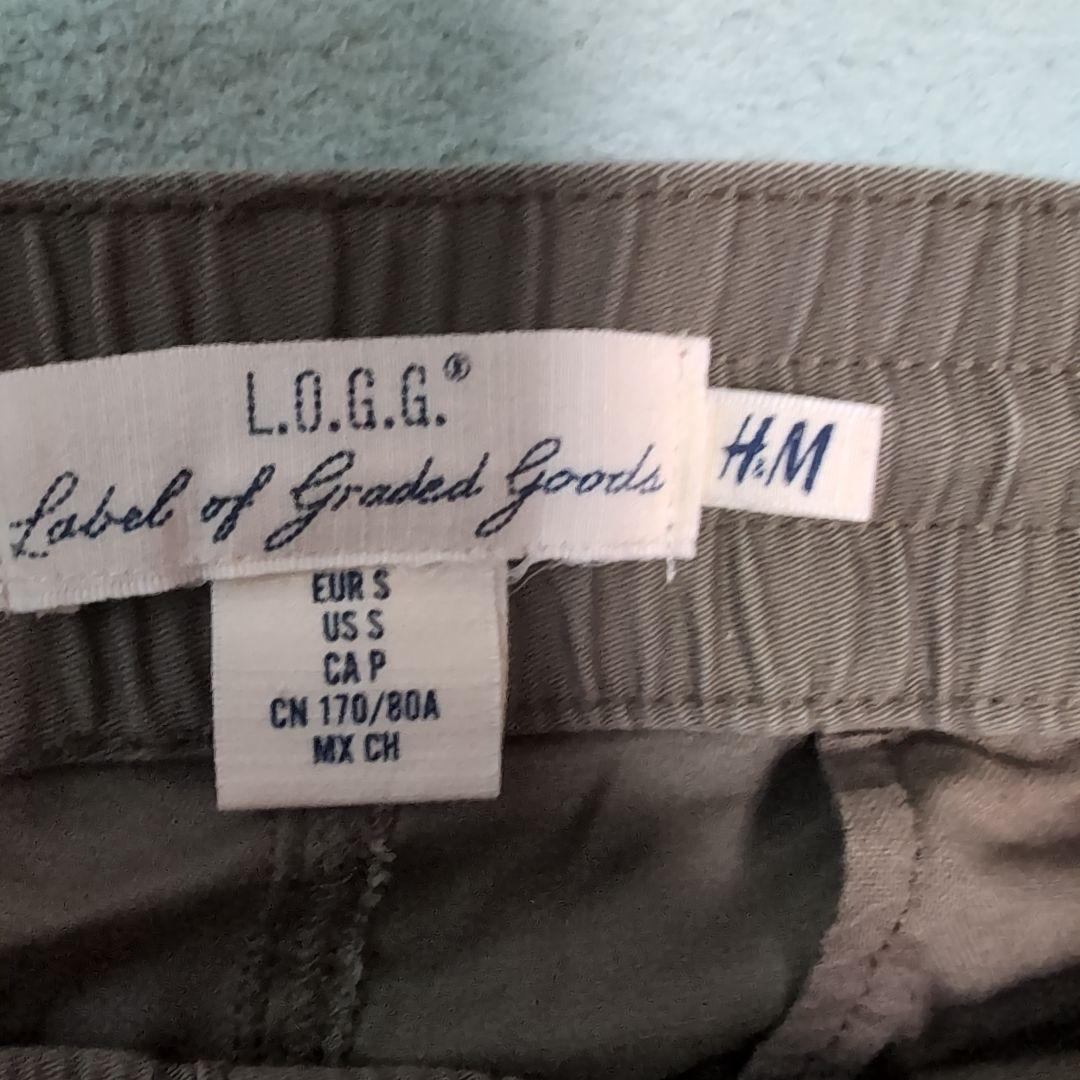 L.O.G.G.®
Label of Graded Goods
H&M
EUR S
US S
CA P
CN 170/80A
MX CH